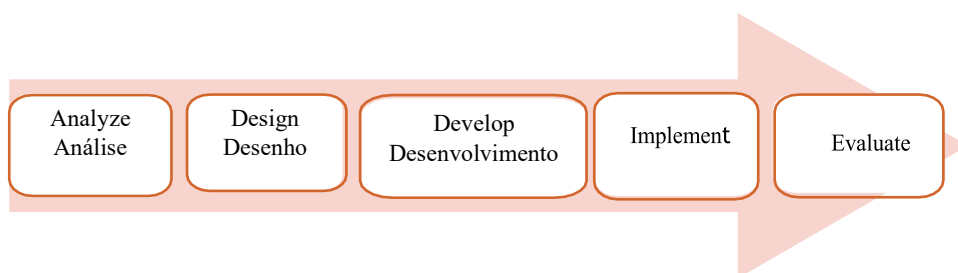 Analyze
Análise
Design
Desenho
Develop
Desenvolvimento
Implement
Evaluate